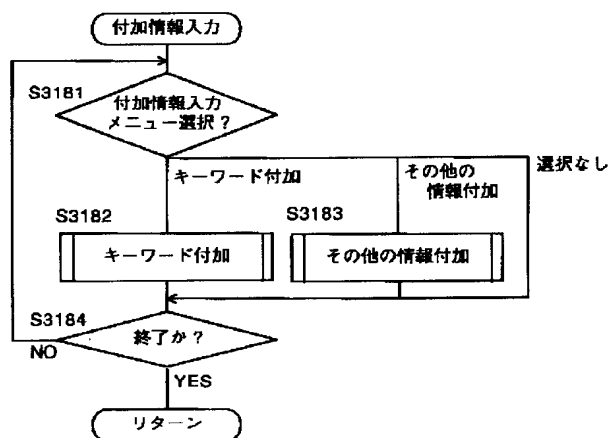 付加情報入力
S3181
付加情報入力
メニュー選択？
キーワード付加
その他の
情報付加
選択なし
S3182
S3183
キーワード付加
その他の情報付加
S3184
終了か？
NO
YES
リターン